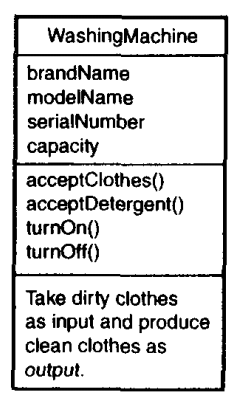 WashingMachine
brandName
modelName
serialNumber
capacity
acceptClothes()
acceptDetergent()
turnOn()
turnOff()
Take dirty clothes
as input and produce
clean clothes as
output.